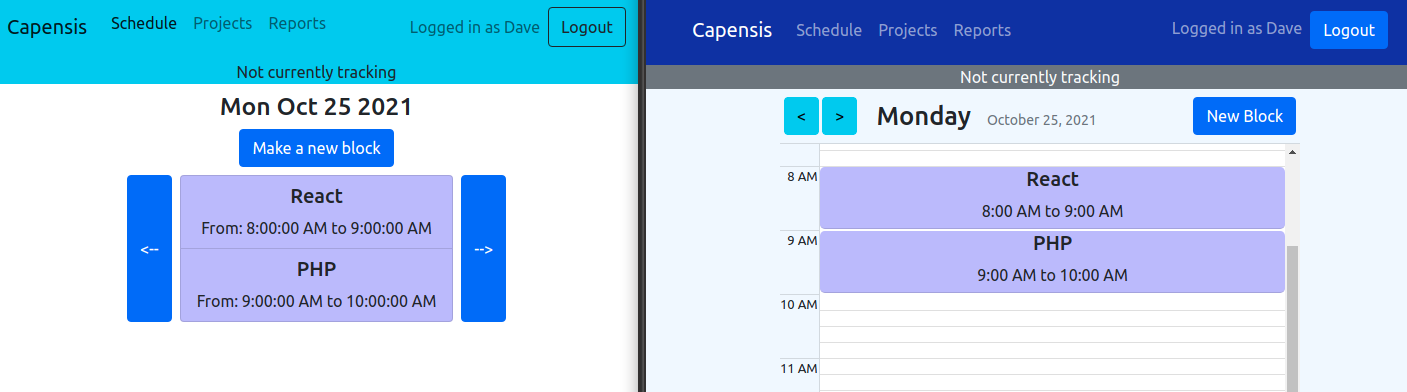 Capensis Schedule Projects Reports Logged in as Dave Logout
Not currently tracking
Mon Oct 25 2021
Make a new block
React
From: 8:00:00 AM to 9:00:00 AM
<-- -->
PHP
From: 9:00:00 AM to 10:00:00 AM
Capensis Schedule Projects Reports Logged in as Dave Logout
Not currently tracking
< > Monday October 25, 2021 New Block
8 AM React
8:00 AM to 9:00 AM
9 AM PHP
9:00 AM to 10:00 AM
10 AM
11 AM